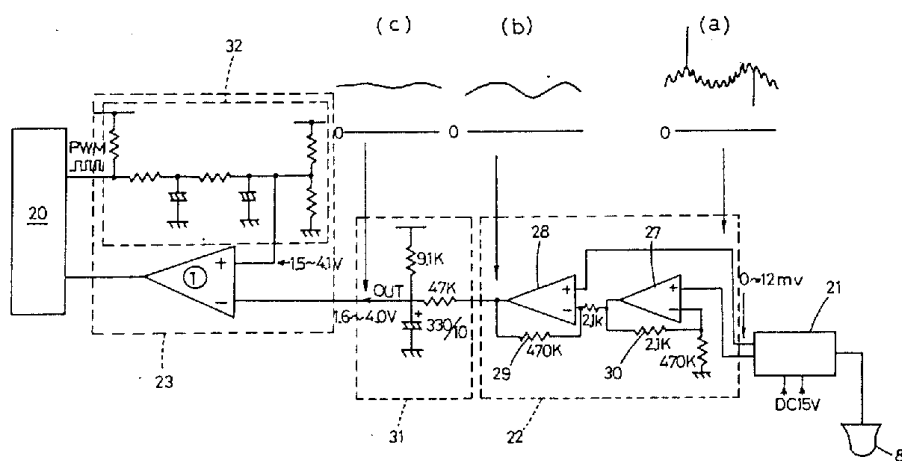 (c) (b) (a)
32
0 0 0
PWM
20
28 27
9.1K
+ + +
1.5~4.1V
1
OUT 47K
0~12mv
21
- - -
1.6~4.0V
2.1K
+
330/10
2.1K
470K
470K
29 30
DC15V
23
31 22
8